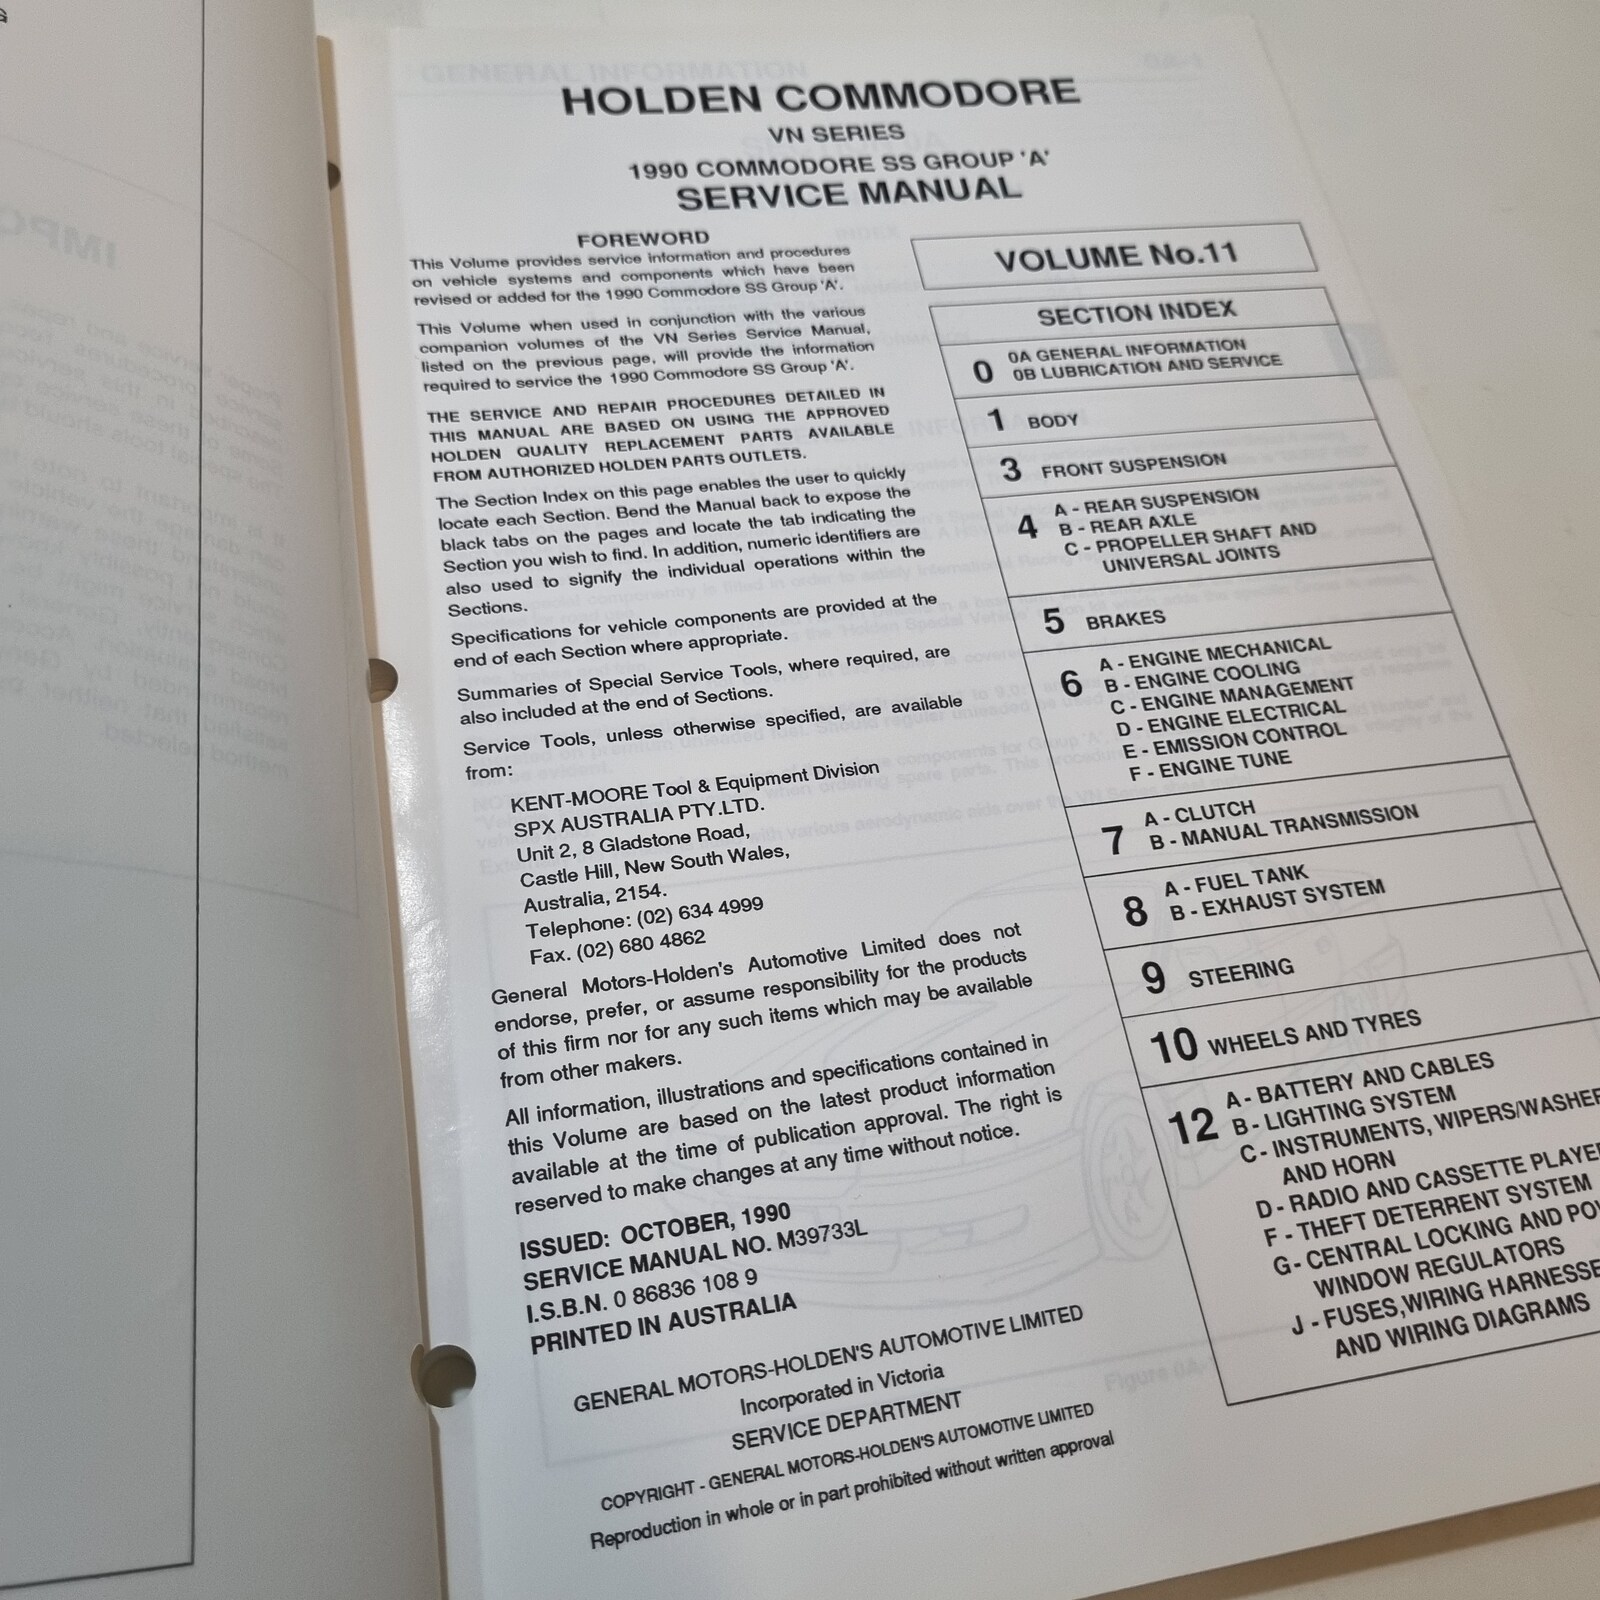 HOLDEN COMMODORE
VN SERIES
1990 COMMODORE SS GROUP 'A'
SERVICE MANUAL
FOREWORD
This Volume provides service information and procedures
on vehicle systems and components which have been
revised or added for the 1990 Commodore SS Group 'A'.
This Volume when used in conjunction with the various
companion volumes of the VN Series Service Manual,
listed on the previous page, will provide the information
required to service the 1990 Commodore SS Group 'A'.
THE SERVICE AND REPAIR PROCEDURES DETAILED IN
THIS MANUAL ARE BASED ON USING THE APPROVED
HOLDEN QUALITY REPLACEMENT PARTS AVAILABLE
FROM AUTHORIZED HOLDEN PARTS OUTLETS.
The Section Index on this page enables the user to quickly
locate each Section. Bend the Manual back to expose the
black tabs on the pages and locate the tab indicating the
Section you wish to find. In addition, numeric identifiers are
also used to signify the individual operations within the
Sections.
Specifications for vehicle components are provided at the
end of each Section where appropriate.
Summaries of Special Service Tools, where required, are
also included at the end of Sections.
Service Tools, unless otherwise specified, are available
from:
KENT-MOORE Tool & Equipment Division
SPX AUSTRALIA PTY.LTD.
Unit 2, 8 Gladstone Road,
Castle Hill, New South Wales,
Australia, 2154.
Telephone: (02) 634 4999
Fax. (02) 680 4862
General Motors-Holden's Automotive Limited does not
endorse, prefer, or assume responsibility for the products
of this firm nor for any such items which may be available
from other makers.
All information, illustrations and specifications contained in
this Volume are based on the latest product information
available at the time of publication approval. The right is
reserved to make changes at any time without notice.
ISSUED: OCTOBER, 1990
SERVICE MANUAL NO. M39733L
I.S.B.N. 0 86836 108 9
PRINTED IN AUSTRALIA
GENERAL MOTORS-HOLDEN'S AUTOMOTIVE LIMITED
Incorporated in Victoria
SERVICE DEPARTMENT
COPYRIGHT - GENERAL MOTORS-HOLDEN'S AUTOMOTIVE LIMITED
Reproduction in whole or in part prohibited without written approval
VOLUME No.11
SECTION INDEX
0 0A GENERAL INFORMATION
0B LUBRICATION AND SERVICE
1 BODY
3 FRONT SUSPENSION
4 A - REAR SUSPENSION
B - REAR AXLE
C - PROPELLER SHAFT AND
UNIVERSAL JOINTS
5 BRAKES
6 A - ENGINE MECHANICAL
B - ENGINE COOLING
C - ENGINE MANAGEMENT
D - ENGINE ELECTRICAL
E - EMISSION CONTROL
F - ENGINE TUNE
7 A - CLUTCH
B - MANUAL TRANSMISSION
8 A - FUEL TANK
B - EXHAUST SYSTEM
9 STEERING
10 WHEELS AND TYRES
12 A - BATTERY AND CABLES
B - LIGHTING SYSTEM
C - INSTRUMENTS, WIPERS/WASHER
AND HORN
D - RADIO AND CASSETTE PLAYE
F - THEFT DETERRENT SYSTEM
G - CENTRAL LOCKING AND PO
WINDOW REGULATORS
J - FUSES,WIRING HARNESSE
AND WIRING DIAGRAMS